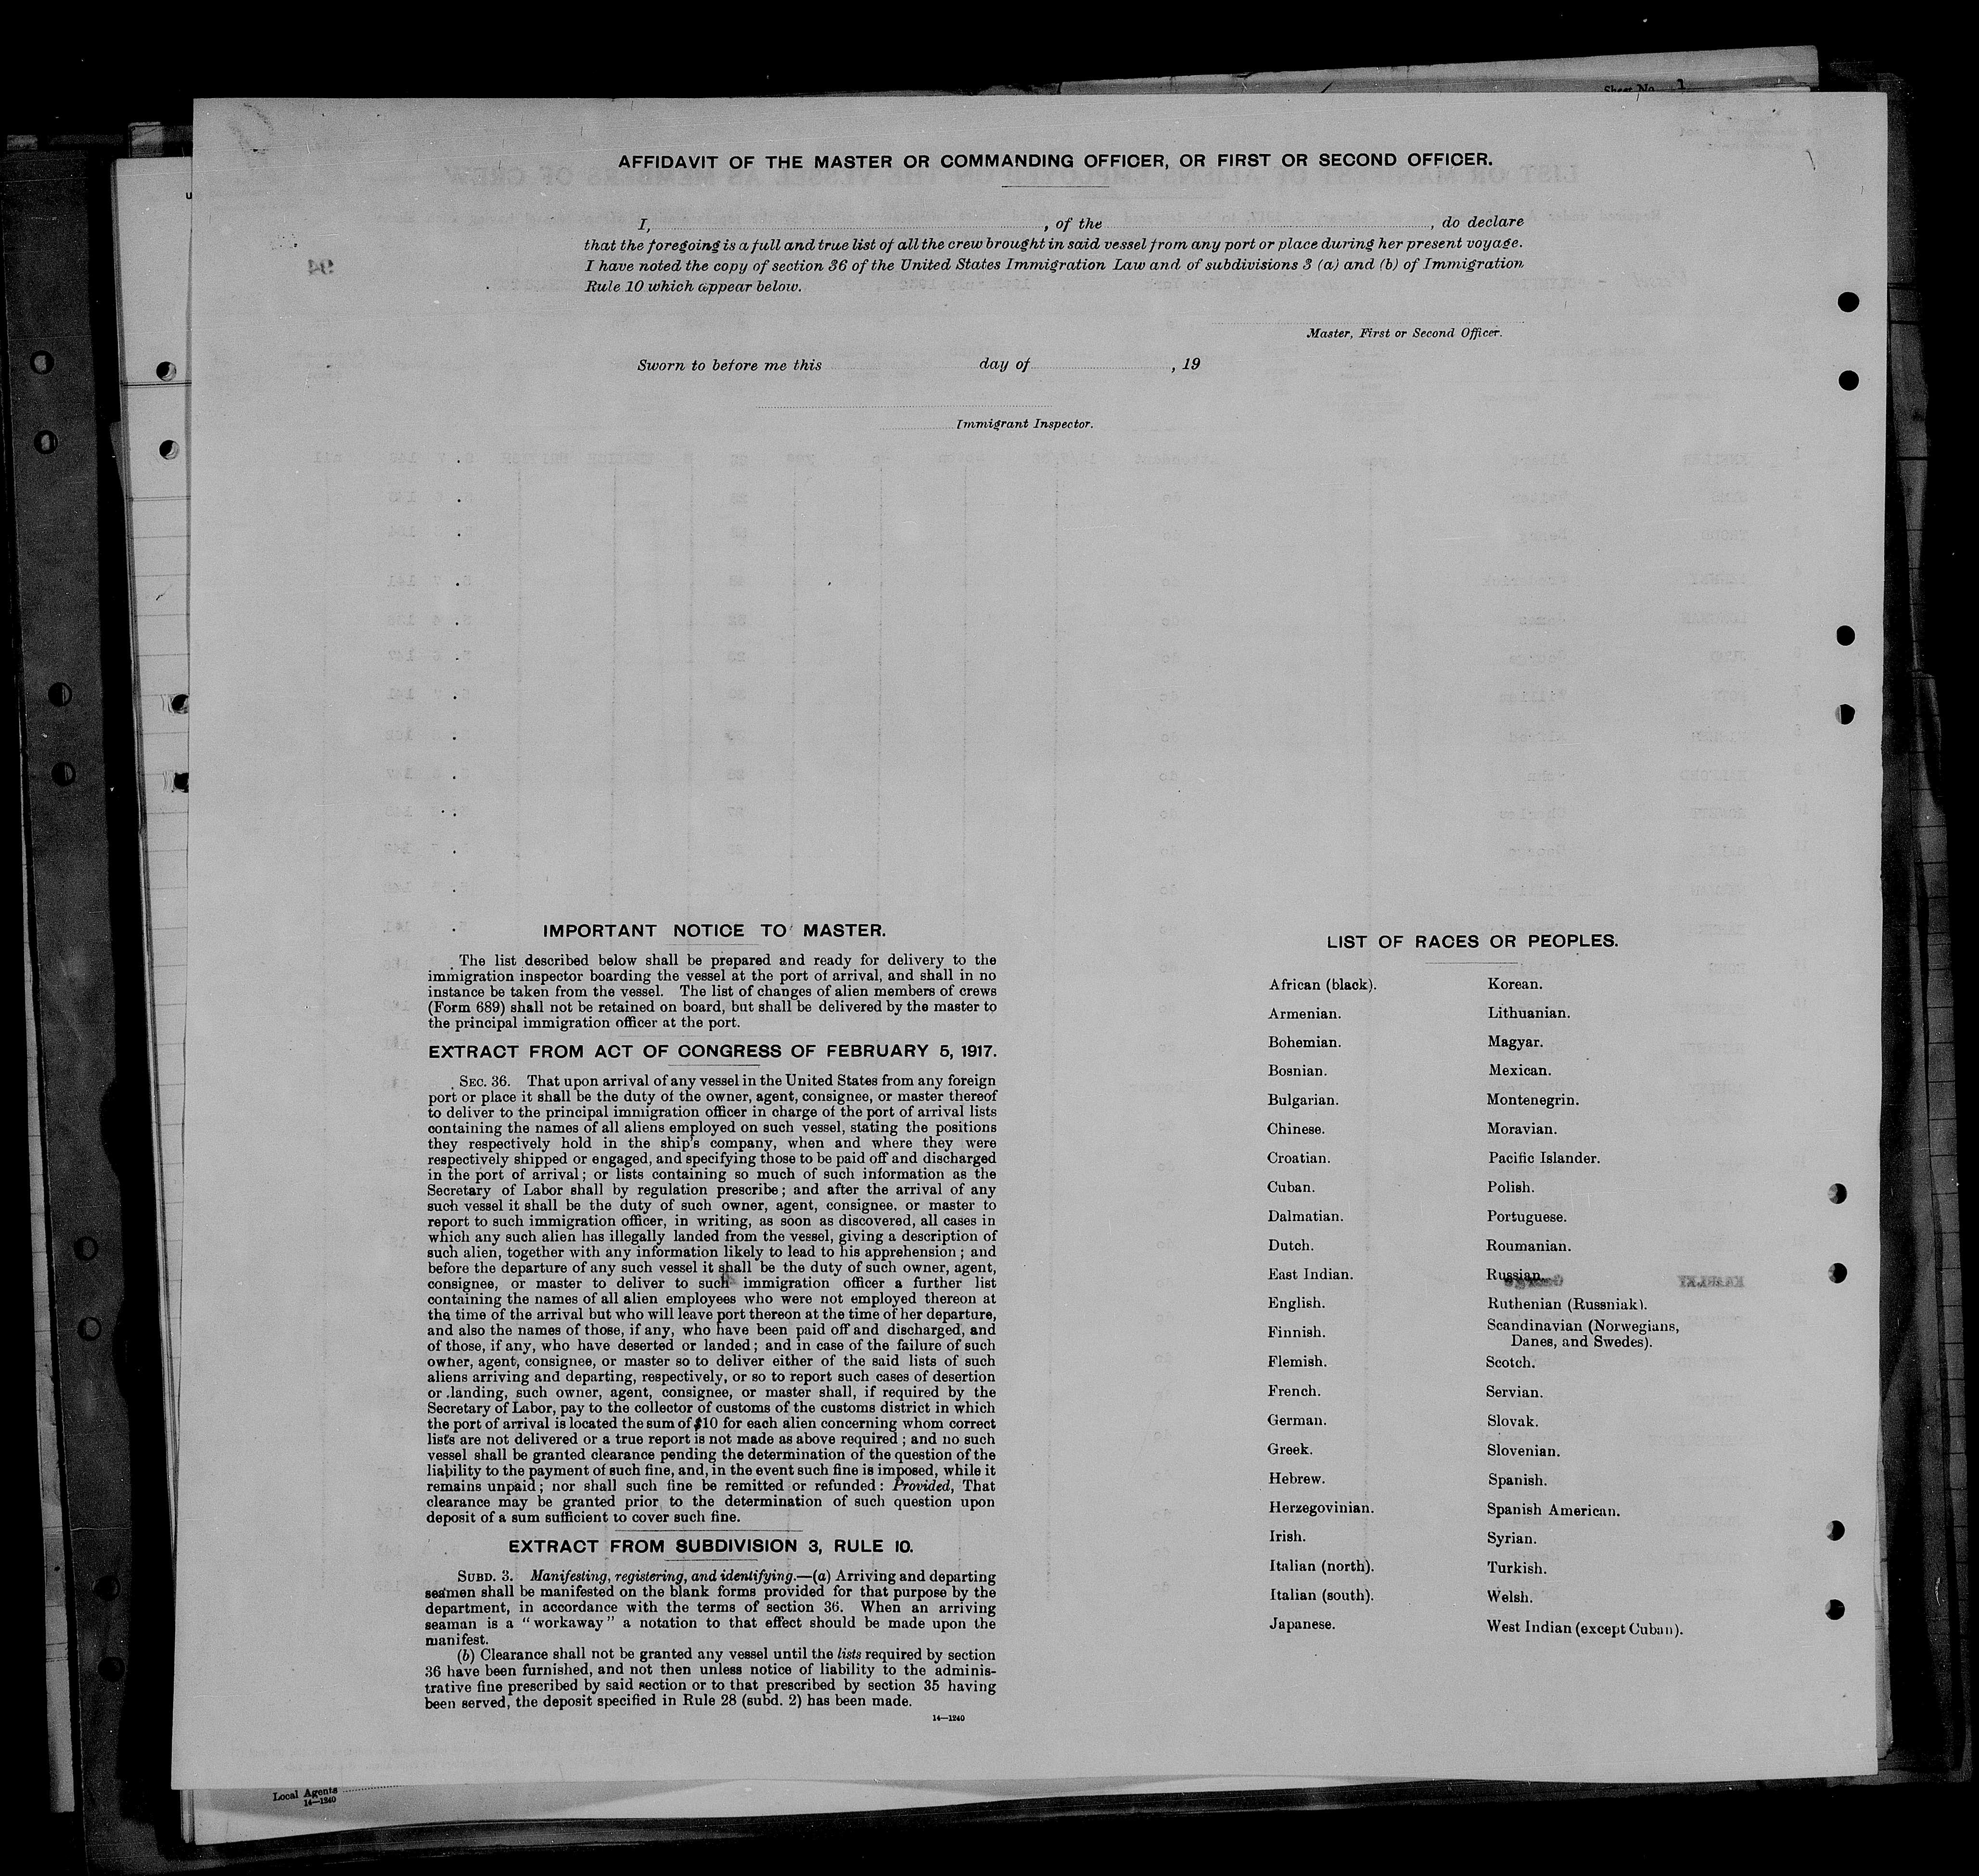 Sheet No. 1
AFFIDAVIT OF THE MASTER OR COMMANDING OFFICER, OR FIRST OR SECOND OFFICER.
I, , of the , do declare
that the foregoing is a full and true list of all the crew brought in said vessel from any port or place during her present voyage.
I have noted the copy of section 36 of the United States Immigration Law and of subdivisions 3 (a) and (b) of Immigration
Rule 10 which appear below.
Master, First or Second Officer.
Sworn to before me this day of , 19
Immigrant Inspector.
IMPORTANT NOTICE TO MASTER.
The list described below shall be prepared and ready for delivery to the
immigration inspector boarding the vessel at the port of arrival, and shall in no
instance be taken from the vessel. The list of changes of alien members of crews
(Form 689) shall not be retained on board, but shall be delivered by the master to
the principal immigration officer at the port.
EXTRACT FROM ACT OF CONGRESS OF FEBRUARY 5, 1917.
SEC. 36. That upon arrival of any vessel in the United States from any foreign
port or place it shall be the duty of the owner, agent, consignee, or master thereof
to deliver to the principal immigration officer in charge of the port of arrival lists
containing the names of all aliens employed on such vessel, stating the positions
they respectively hold in the ship's company, when and where they were
respectively shipped or engaged, and specifying those to be paid off and discharged
in the port of arrival; or lists containing so much of such information as the
Secretary of Labor shall by regulation prescribe; and after the arrival of any
such vessel it shall be the duty of such owner, agent, consignee, or master to
report to such immigration officer, in writing, as soon as discovered, all cases in
which any such alien has illegally landed from the vessel, giving a description of
such alien, together with any information likely to lead to his apprehension; and
before the departure of any such vessel it shall be the duty of such owner, agent,
consignee, or master to deliver to such immigration officer a further list
containing the names of all alien employees who were not employed thereon at
the time of the arrival but who will leave port thereon at the time of her departure,
and also the names of those, if any, who have been paid off and discharged, and
of those, if any, who have deserted or landed; and in case of the failure of such
owner, agent, consignee, or master so to deliver either of the said lists of such
aliens arriving and departing, respectively, or so to report such cases of desertion
or landing, such owner, agent, consignee, or master shall, if required by the
Secretary of Labor, pay to the collector of customs of the customs district in which
the port of arrival is located the sum of $10 for each alien concerning whom correct
lists are not delivered or a true report is not made as above required; and no such
vessel shall be granted clearance pending the determination of the question of the
liability to the payment of such fine, and, in the event such fine is imposed, while it
remains unpaid; nor shall such fine be remitted or refunded: Provided, That
clearance may be granted prior to the determination of such question upon
deposit of a sum sufficient to cover such fine.
EXTRACT FROM SUBDIVISION 3, RULE 10.
SUBD. 3. Manifesting, registering, and identifying.—(a) Arriving and departing
seamen shall be manifested on the blank forms provided for that purpose by the
department, in accordance with the terms of section 36. When an arriving
seaman is a "workaway" a notation to that effect should be made upon the
manifest.
(b) Clearance shall not be granted any vessel until the lists required by section
36 have been furnished, and not then unless notice of liability to the adminis-
trative fine prescribed by said section or to that prescribed by section 35 having
been served, the deposit specified in Rule 28 (subd. 2) has been made.
14—1240
LIST OF RACES OR PEOPLES.
African (black).
Armenian.
Bohemian.
Bosnian.
Bulgarian.
Chinese.
Croatian.
Cuban.
Dalmatian.
Dutch.
East Indian.
English.
Finnish.
Flemish.
French.
German.
Greek.
Hebrew.
Herzegovinian.
Irish.
Italian (north).
Italian (south).
Japanese.
Korean.
Lithuanian.
Magyar.
Mexican.
Montenegrin.
Moravian.
Pacific Islander.
Polish.
Portuguese.
Roumanian.
Russian.
Ruthenian (Russniak).
Scandinavian (Norwegians,
Danes, and Swedes).
Scotch.
Servian.
Slovak.
Slovenian.
Spanish.
Spanish American.
Syrian.
Turkish.
Welsh.
West Indian (except Cuban).
Local Agents
14—1240